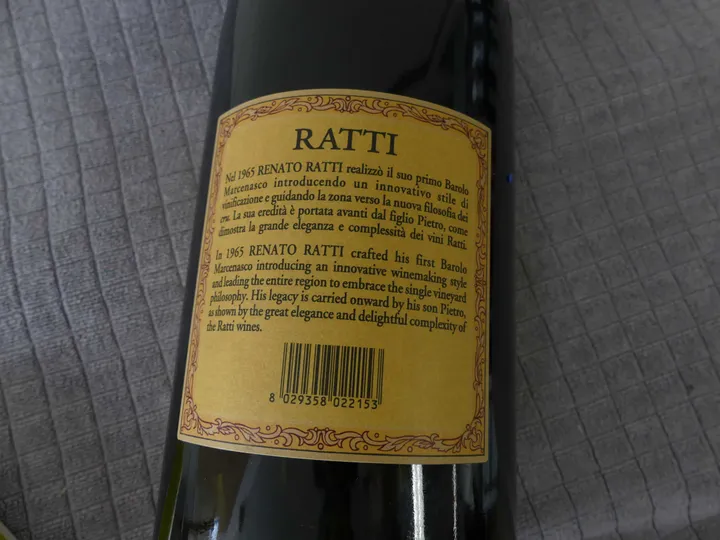 RATTI
Nel 1965 RENATO RATTI realizzò il suo primo Barolo
Marcenasco introducendo un innovativo stile di
vinificazione e guidando la zona verso la nuova filosofia dei
cru. La sua eredità è portata avanti dal figlio Pietro, come
dimostra la grande eleganza e complessità dei vini Ratti.
In 1965 RENATO RATTI crafted his first Barolo
Marcenasco introducing an innovative winemaking style
and leading the entire region to embrace the single vineyard
philosophy. His legacy is carried onward by his son Pietro,
as shown by the great elegance and delightful complexity of
the Ratti wines.
8 029358 022153